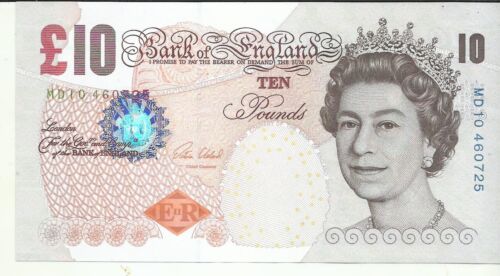 £10
Bank of England
I PROMISE TO PAY THE BEARER ON DEMAND THE SUM OF
10
TEN
Pounds
MD10 460725
MD10 460725
London
For the Govr and Compa
of the BANK of ENGLAND
Chief Cashier
E II R